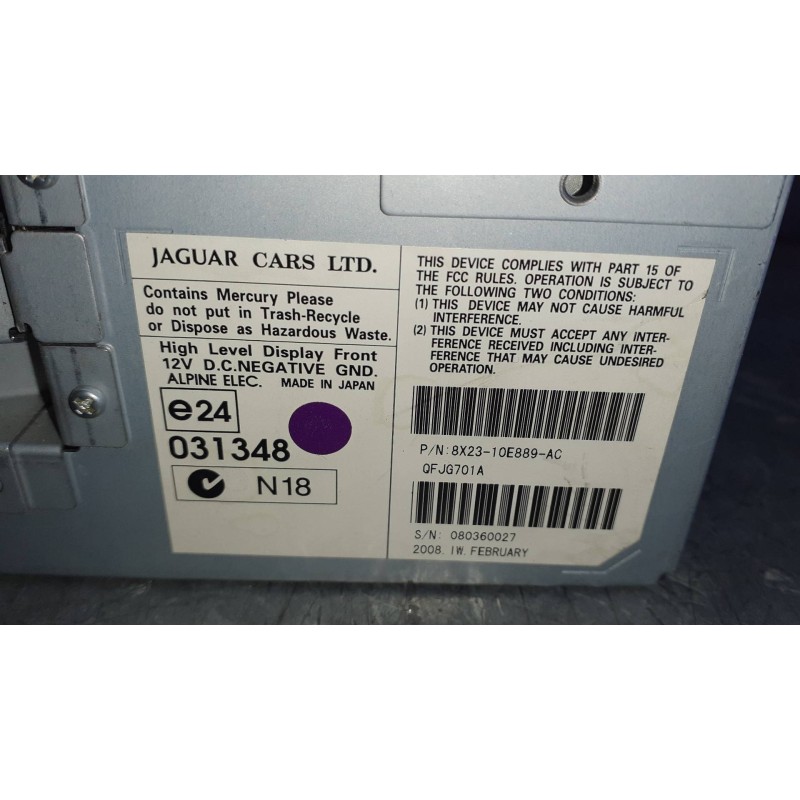 JAGUAR CARS LTD.
Contains Mercury Please
do not put in Trash-Recycle
or Dispose as Hazardous Waste.
High Level Display Front
12V D.C.NEGATIVE GND.
ALPINE ELEC. MADE IN JAPAN
e24
031348
N18
THIS DEVICE COMPLIES WITH PART 15 OF
THE FCC RULES. OPERATION IS SUBJECT TO
THE FOLLOWING TWO CONDITIONS:
(1) THIS DEVICE MAY NOT CAUSE HARMFUL
INTERFERENCE.
(2) THIS DEVICE MUST ACCEPT ANY INTER-
FERENCE RECEIVED INCLUDING INTER-
FERENCE THAT MAY CAUSE UNDESIRED
OPERATION.
P/N:8X23-10E889-AC
QFJG701A
S/N: 080360027
2008. 1W. FEBRUARY